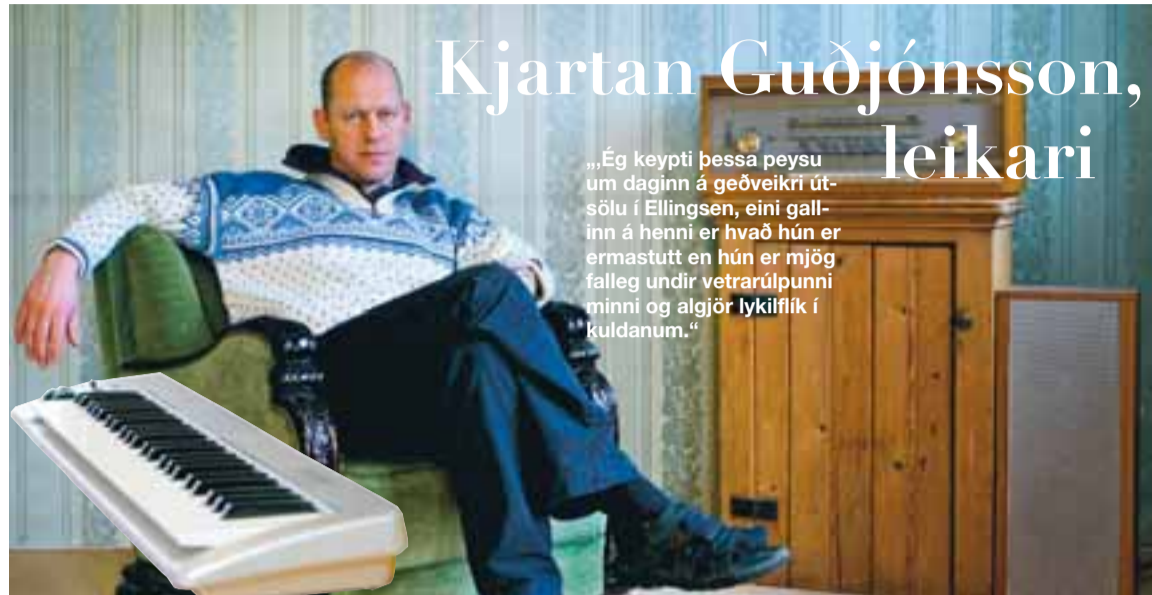 Kjartan Guðjónsson,
leikari
„,Ég keypti þessa peysu
um daginn á geðveikri út-
sölu í Ellingsen, eini gall-
inn á henni er hvað hún er
ermastutt en hún er mjög
falleg undir vetrarúlpunni
minni og algjör lykilflík í
kuldanum.“